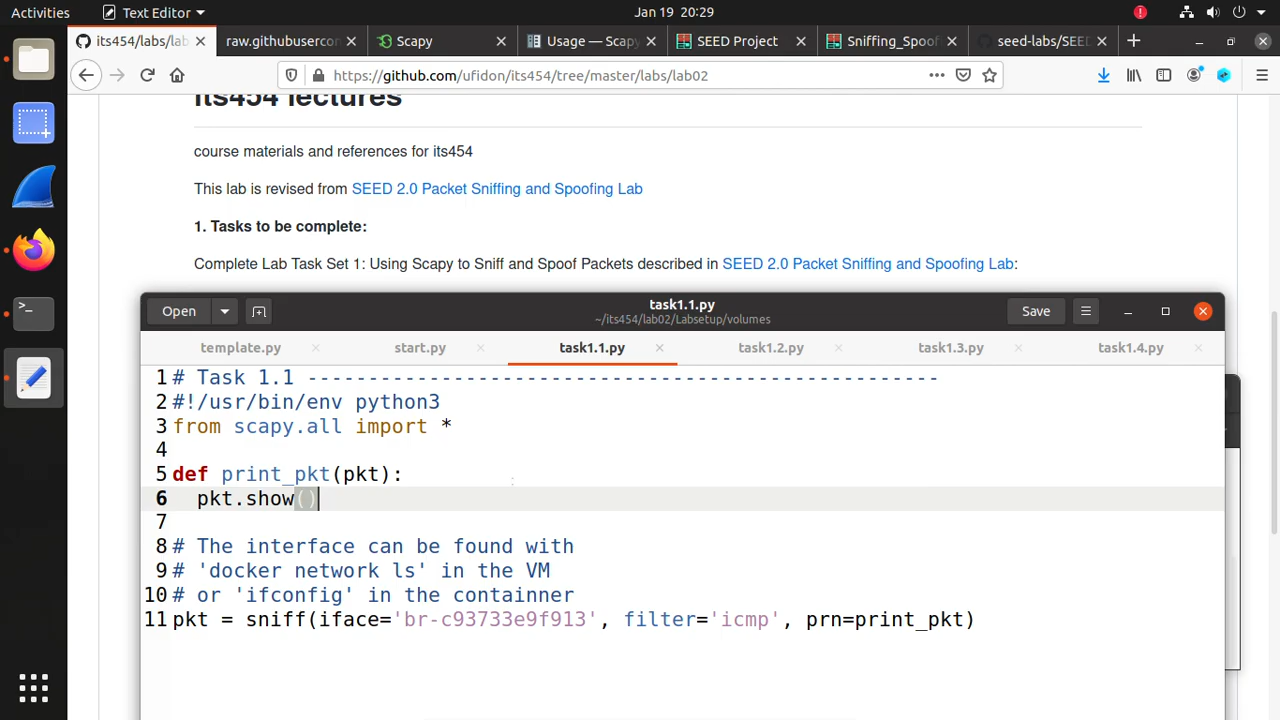 Activities
Text Editor
Jan 19 20:29
its454/labs/lab
raw.githubusercon
Scapy
Usage — Scapy
SEED Project
Sniffing_Spoof
seed-labs/SEE
https://github.com/ufidon/its454/tree/master/labs/lab02
its454 lectures
course materials and references for its454
This lab is revised from SEED 2.0 Packet Sniffing and Spoofing Lab
1. Tasks to be complete:
Complete Lab Task Set 1: Using Scapy to Sniff and Spoof Packets described in SEED 2.0 Packet Sniffing and Spoofing Lab:
Open
task1.1.py
~/its454/lab02/Labsetup/volumes
Save
template.py
start.py
task1.1.py
task1.2.py
task1.3.py
task1.4.py
1 # Task 1.1 ----------------------------------------------------
2 #!/usr/bin/env python3
3 from scapy.all import *
4
5 def print_pkt(pkt):
6   pkt.show()
7
8 # The interface can be found with
9 # 'docker network ls' in the VM
10 # or 'ifconfig' in the containner
11 pkt = sniff(iface='br-c93733e9f913', filter='icmp', prn=print_pkt)